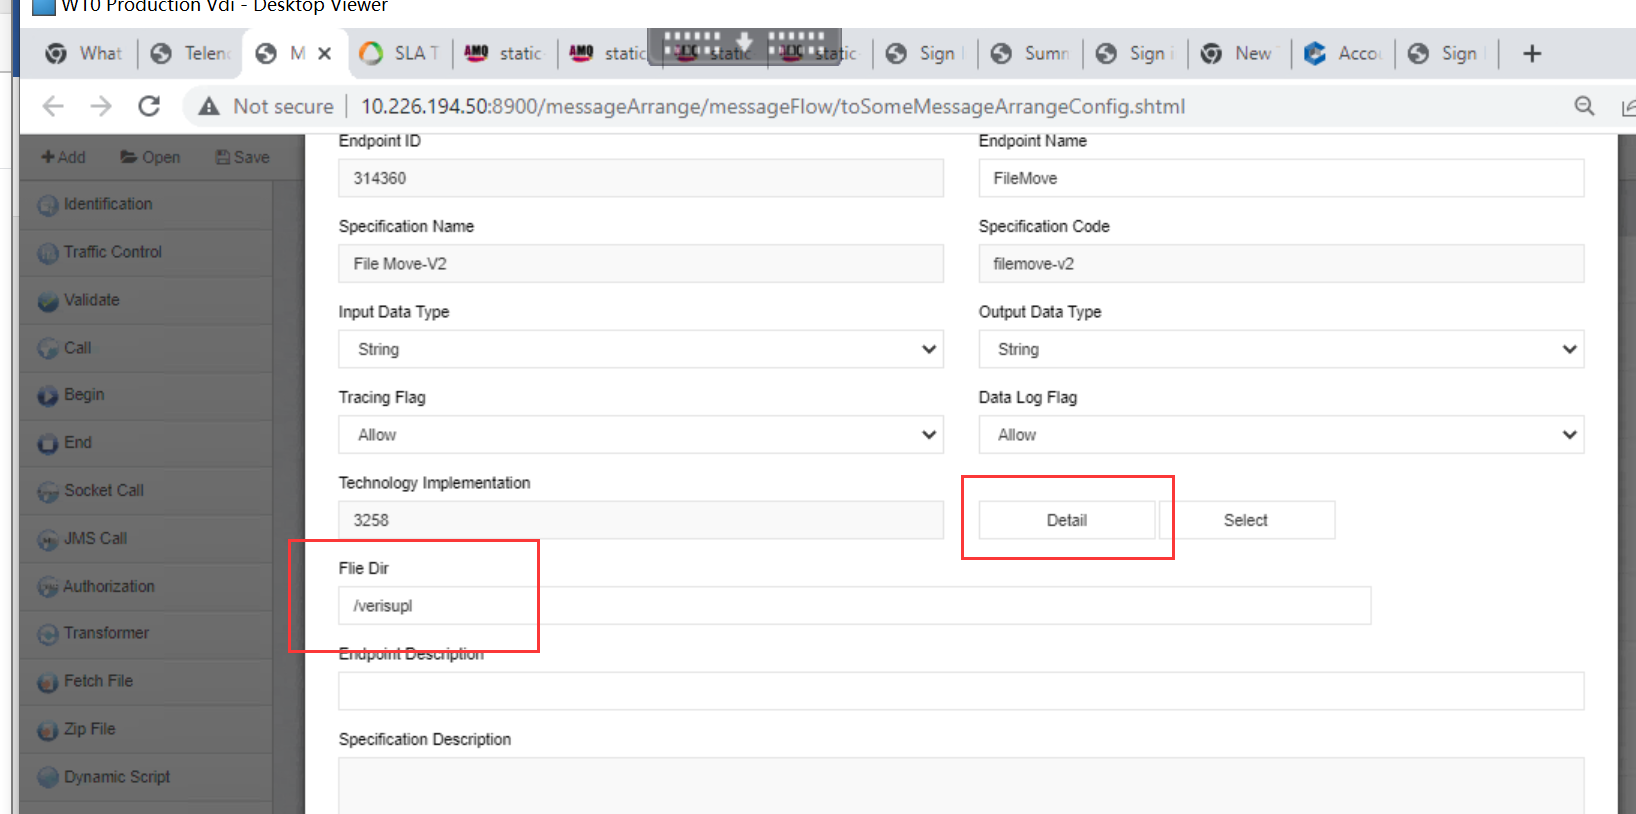 W10 Production Vdi - Desktop Viewer
What Telen M SLA T AMQ static AMQ static static static Sign Sumn Sign i New Accou Sign
Not secure 10.226.194.50:8900/messageArrange/messageFlow/toSomeMessageArrangeConfig.shtml
Add Open Save
Identification
Traffic Control
Validate
Call
Begin
End
Socket Call
JMS Call
Authorization
Transformer
Fetch File
Zip File
Dynamic Script
Endpoint ID Endpoint Name
314360 FileMove
Specification Name Specification Code
File Move-V2 filemove-v2
Input Data Type Output Data Type
String String
Tracing Flag Data Log Flag
Allow Allow
Technology Implementation
3258 Detail Select
Flie Dir
/verisupl
Endpoint Description
Specification Description